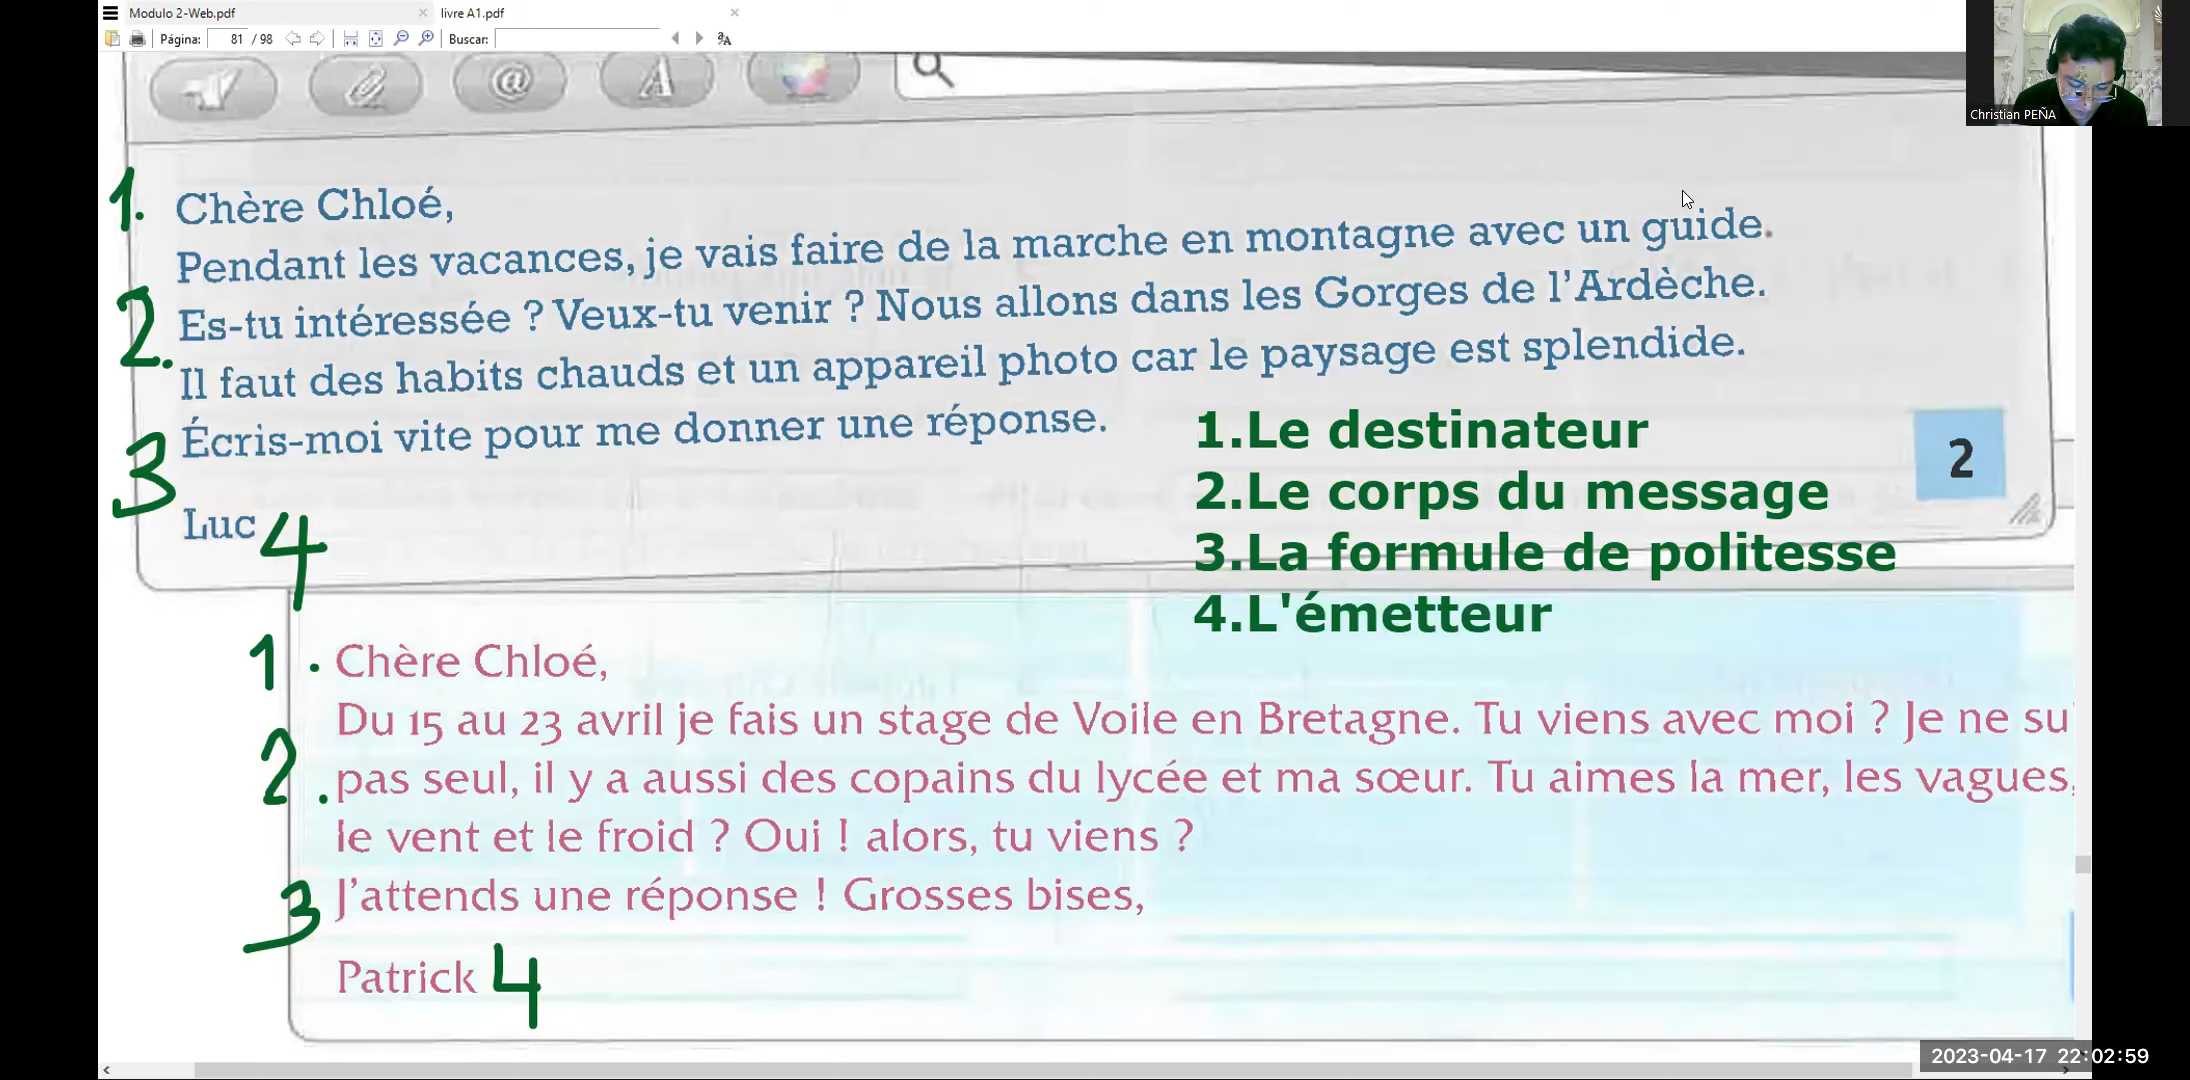 Modulo 2-Web.pdf
livre A1.pdf
Página: 81 / 98
Buscar:
Christian PEÑA
1. Chère Chloé,
Pendant les vacances, je vais faire de la marche en montagne avec un guide.
2. Es-tu intéressée ? Veux-tu venir ? Nous allons dans les Gorges de l'Ardèche.
Il faut des habits chauds et un appareil photo car le paysage est splendide.
3 Écris-moi vite pour me donner une réponse.
Luc 4
2
1.Le destinateur
2.Le corps du message
3.La formule de politesse
4.L'émetteur
1. Chère Chloé,
Du 15 au 23 avril je fais un stage de Voile en Bretagne. Tu viens avec moi ? Je ne su
2. pas seul, il y a aussi des copains du lycée et ma sœur. Tu aimes la mer, les vagues,
le vent et le froid ? Oui ! alors, tu viens ?
3 J'attends une réponse ! Grosses bises,
Patrick 4
2023-04-17 22:02:59